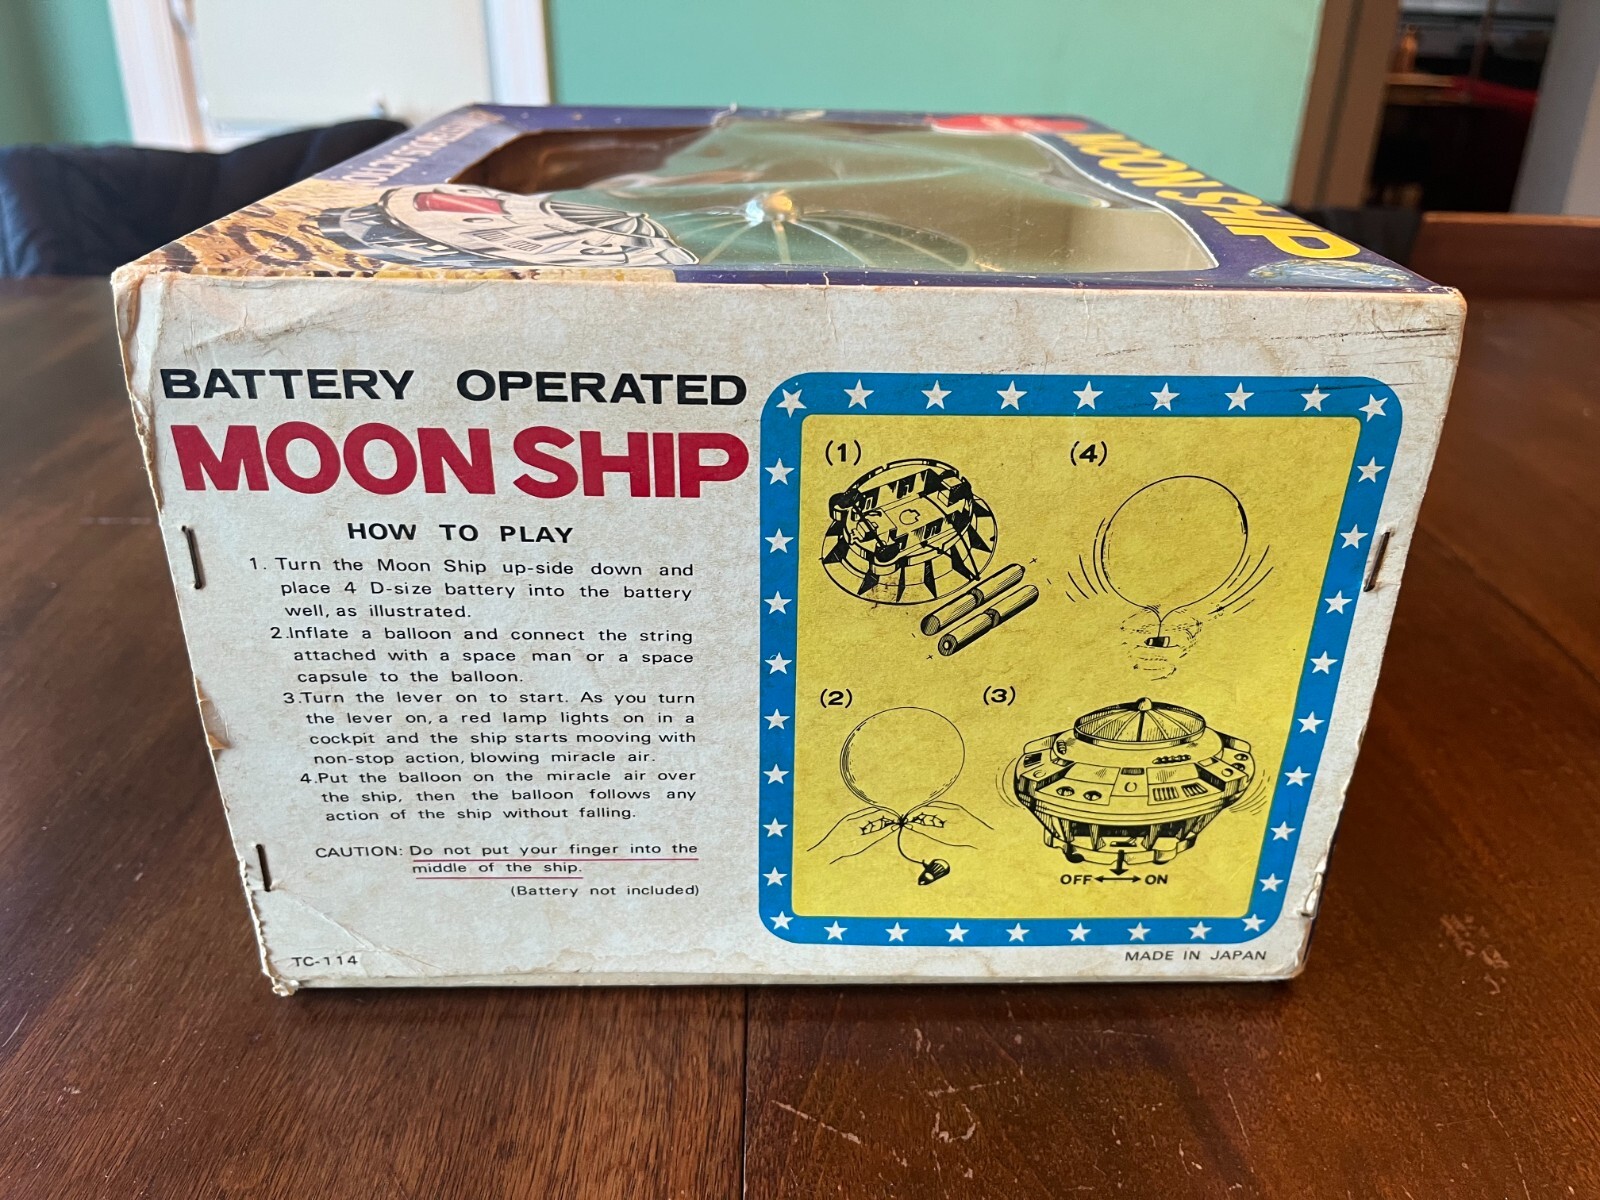 MOON SHIP
BATTERY OPERATED
MOON SHIP
HOW TO PLAY
1. Turn the Moon Ship up-side down and
place 4 D-size battery into the battery
well, as illustrated.
2.Inflate a balloon and connect the string
attached with a space man or a space
capsule to the balloon.
3.Turn the lever on to start. As you turn
the lever on, a red lamp lights on in a
cockpit and the ship starts mooving with
non-stop action, blowing miracle air.
4.Put the balloon on the miracle air over
the ship, then the balloon follows any
action of the ship without falling.
CAUTION: Do not put your finger into the
middle of the ship.
(Battery not included)
TC-114
(1)
(4)
(2)
(3)
OFF ON
MADE IN JAPAN